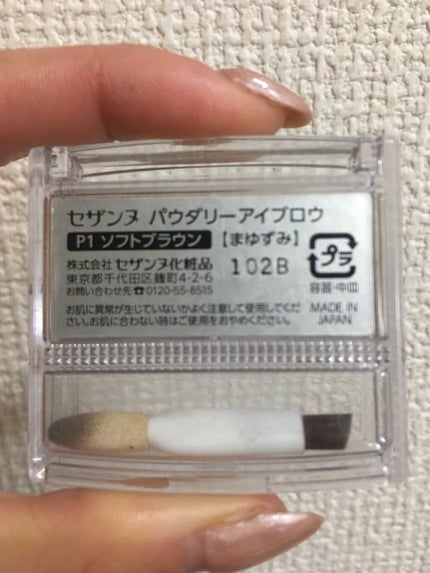 セザンヌ パウダリーアイブロウ
P1 ソフトブラウン 【まゆずみ】
株式会社 セザンヌ化粧品 102B
東京都千代田区麹町4-2-6
お問い合わせ先☎0120-55-8515
プラ
容器・中皿
お肌に異常が生じていないかよく注意して使用してくだ
さい。お肌に合わない時はご使用をおやめください。
MADE IN
JAPAN